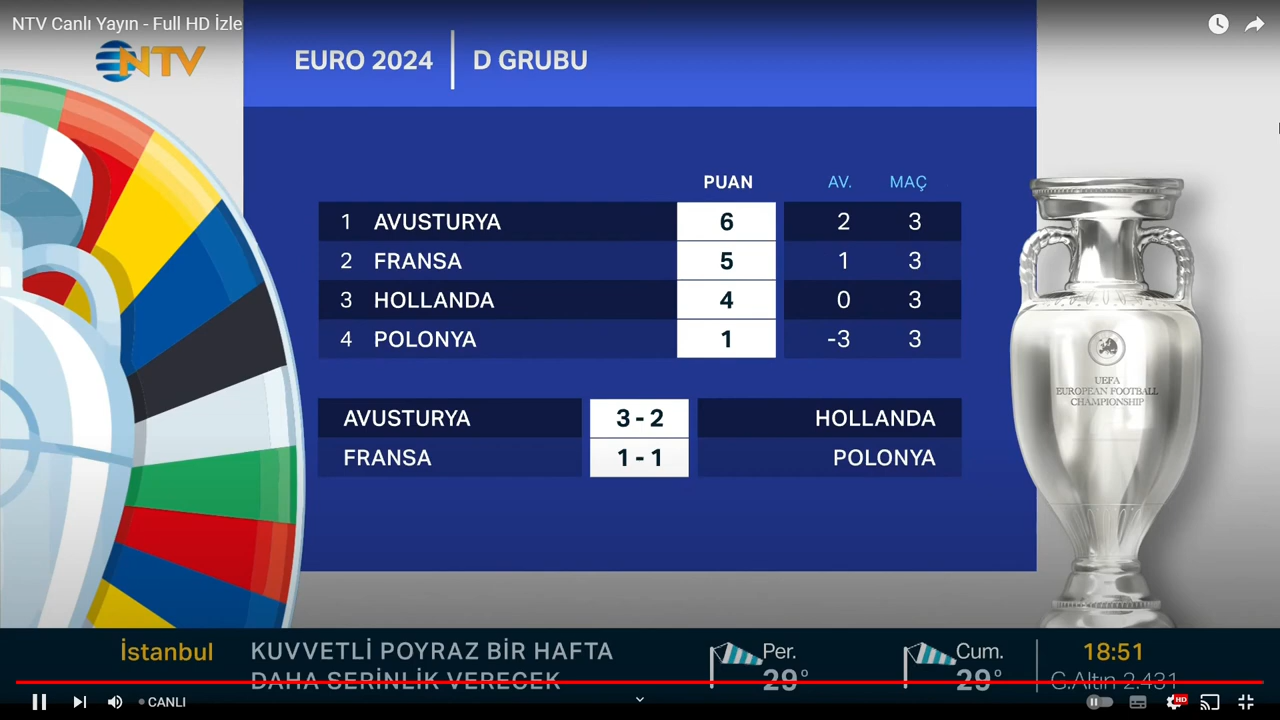 NTV Canlı Yayın - Full HD İzle
NTV
EURO 2024 D GRUBU
PUAN AV. MAÇ
1 AVUSTURYA 6 2 3
2 FRANSA 5 1 3
3 HOLLANDA 4 0 3
4 POLONYA 1 -3 3
AVUSTURYA 3 - 2 HOLLANDA
FRANSA 1 - 1 POLONYA
UEFA
EUROPEAN FOOTBALL
CHAMPIONSHIP
İstanbul KUVVETLİ POYRAZ BİR HAFTA Per. Cum. 18:51
DAHA SERİNLİK VERECEK 29° 29° G.Altın 2.431
CANLI HD